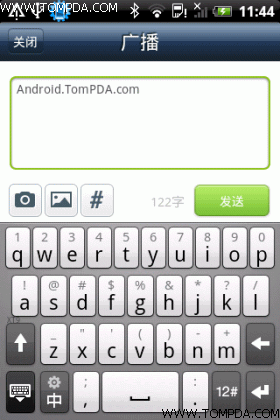 WWW.TOMPDA.COM
11:44
关闭 广播
Android.TomPDA.com
# 122字 发送
1 2 3 4 5 6 7 8 9 0
q w e r t y u i o p
! @ # $ % & * ? /
a s d f g h j k l
_ " ' ( ) - +
z x c v b n m
中 , ; . : 12#
WWW.TOMPDA.COM